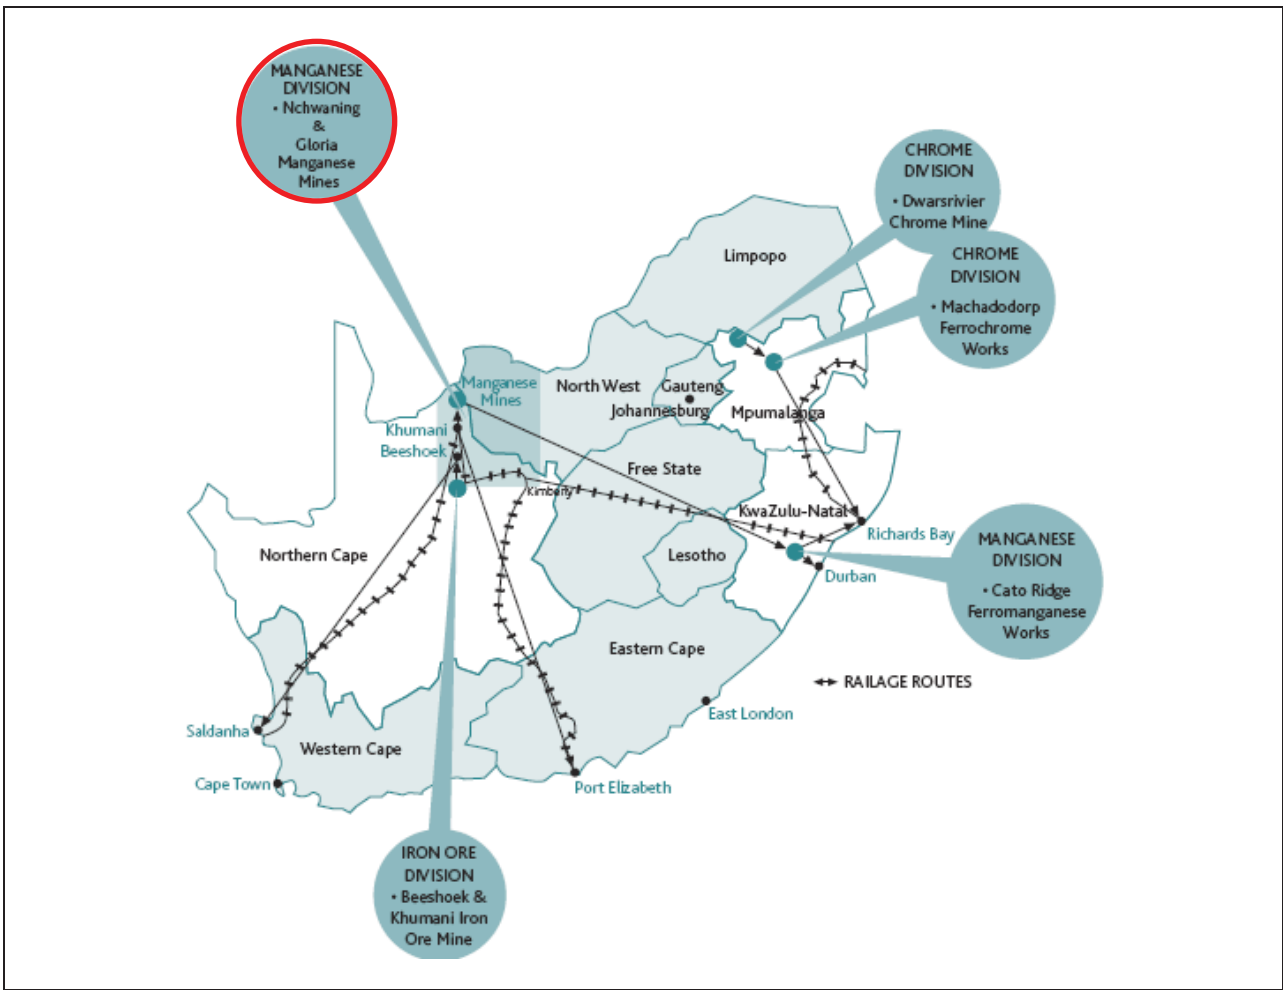 MANGANESE
DIVISION
• Nchwaning
&
Gloria
Manganese
Mines
CHROME
DIVISION
• Dwarsrivier
Chrome Mine
CHROME
DIVISION
• Machadodorp
Ferrochrome
Works
Limpopo
Manganese
Mines
North West
Gauteng
Johannesburg
Mpumalanga
Khumani
Beeshoek
Free State
Kimberly
KwaZulu-Natal
Richards Bay
Northern Cape
Lesotho
Durban
MANGANESE
DIVISION
• Cato Ridge
Ferromanganese
Works
Eastern Cape
RAILAGE ROUTES
East London
Saldanha
Western Cape
Cape Town
Port Elizabeth
IRON ORE
DIVISION
• Beeshoek &
Khumani Iron
Ore Mine